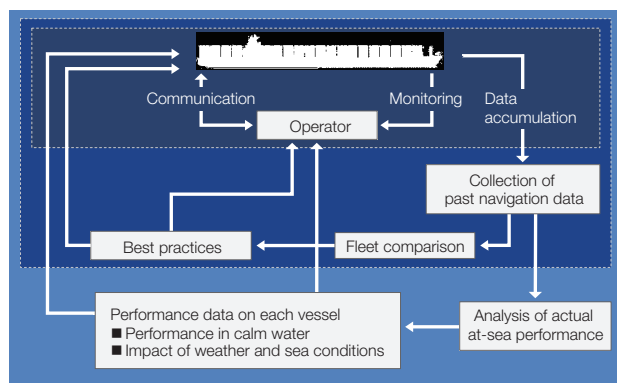 Communication
Monitoring
Data
accumulation
Operator
Collection of
past navigation data
Best practices
Fleet comparison
Performance data on each vessel
■ Performance in calm water
■ Impact of weather and sea conditions
Analysis of actual
at-sea performance